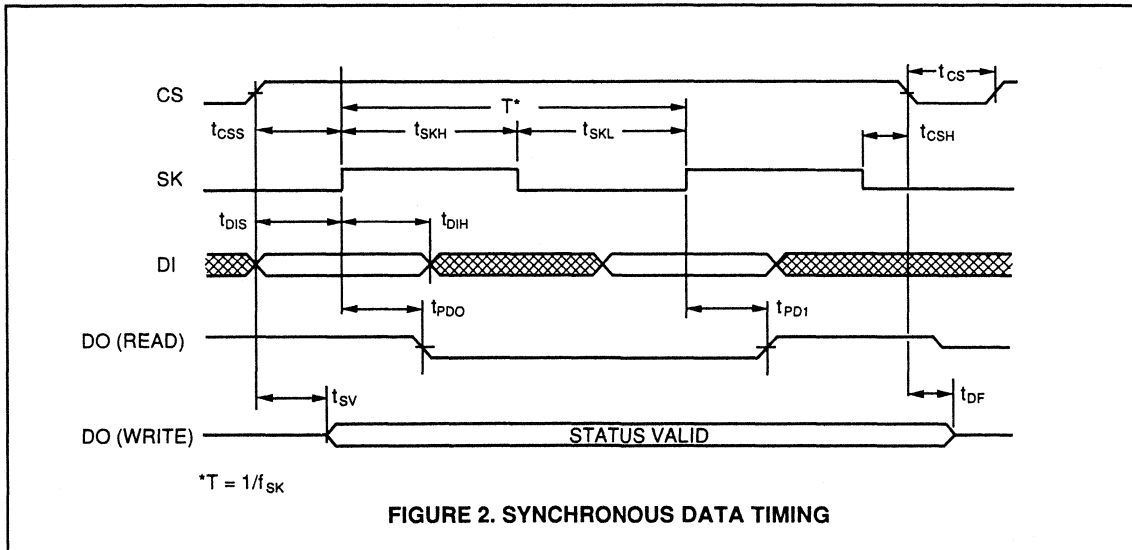 CS
tCS
T*
tCSS
tSKH
tSKL
tCSH
SK
tDIS
tDIH
DI
tPDO
tPD1
DO (READ)
tSV
tDF
DO (WRITE)
STATUS VALID
*T = 1/fSK
FIGURE 2. SYNCHRONOUS DATA TIMING